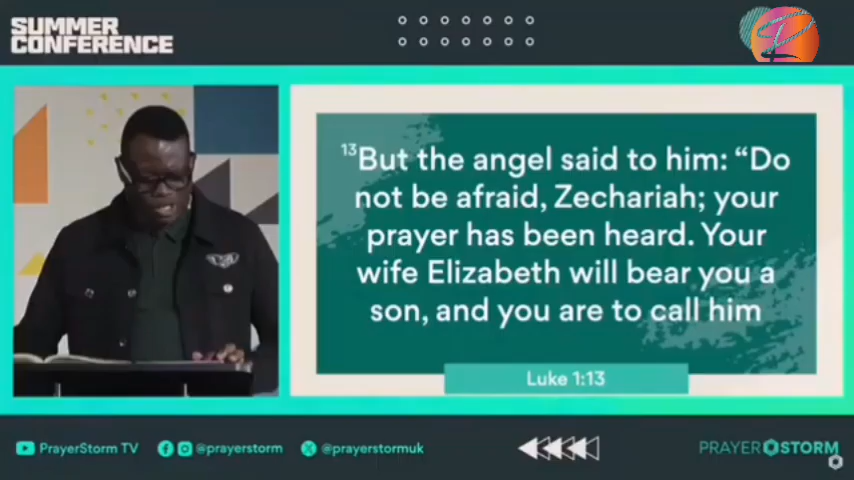 SUMMER
CONFERENCE
13But the angel said to him: “Do
not be afraid, Zechariah; your
prayer has been heard. Your
wife Elizabeth will bear you a
son, and you are to call him
Luke 1:13
PrayerStorm TV
@prayerstorm
@prayerstormuk
PRAYER STORM